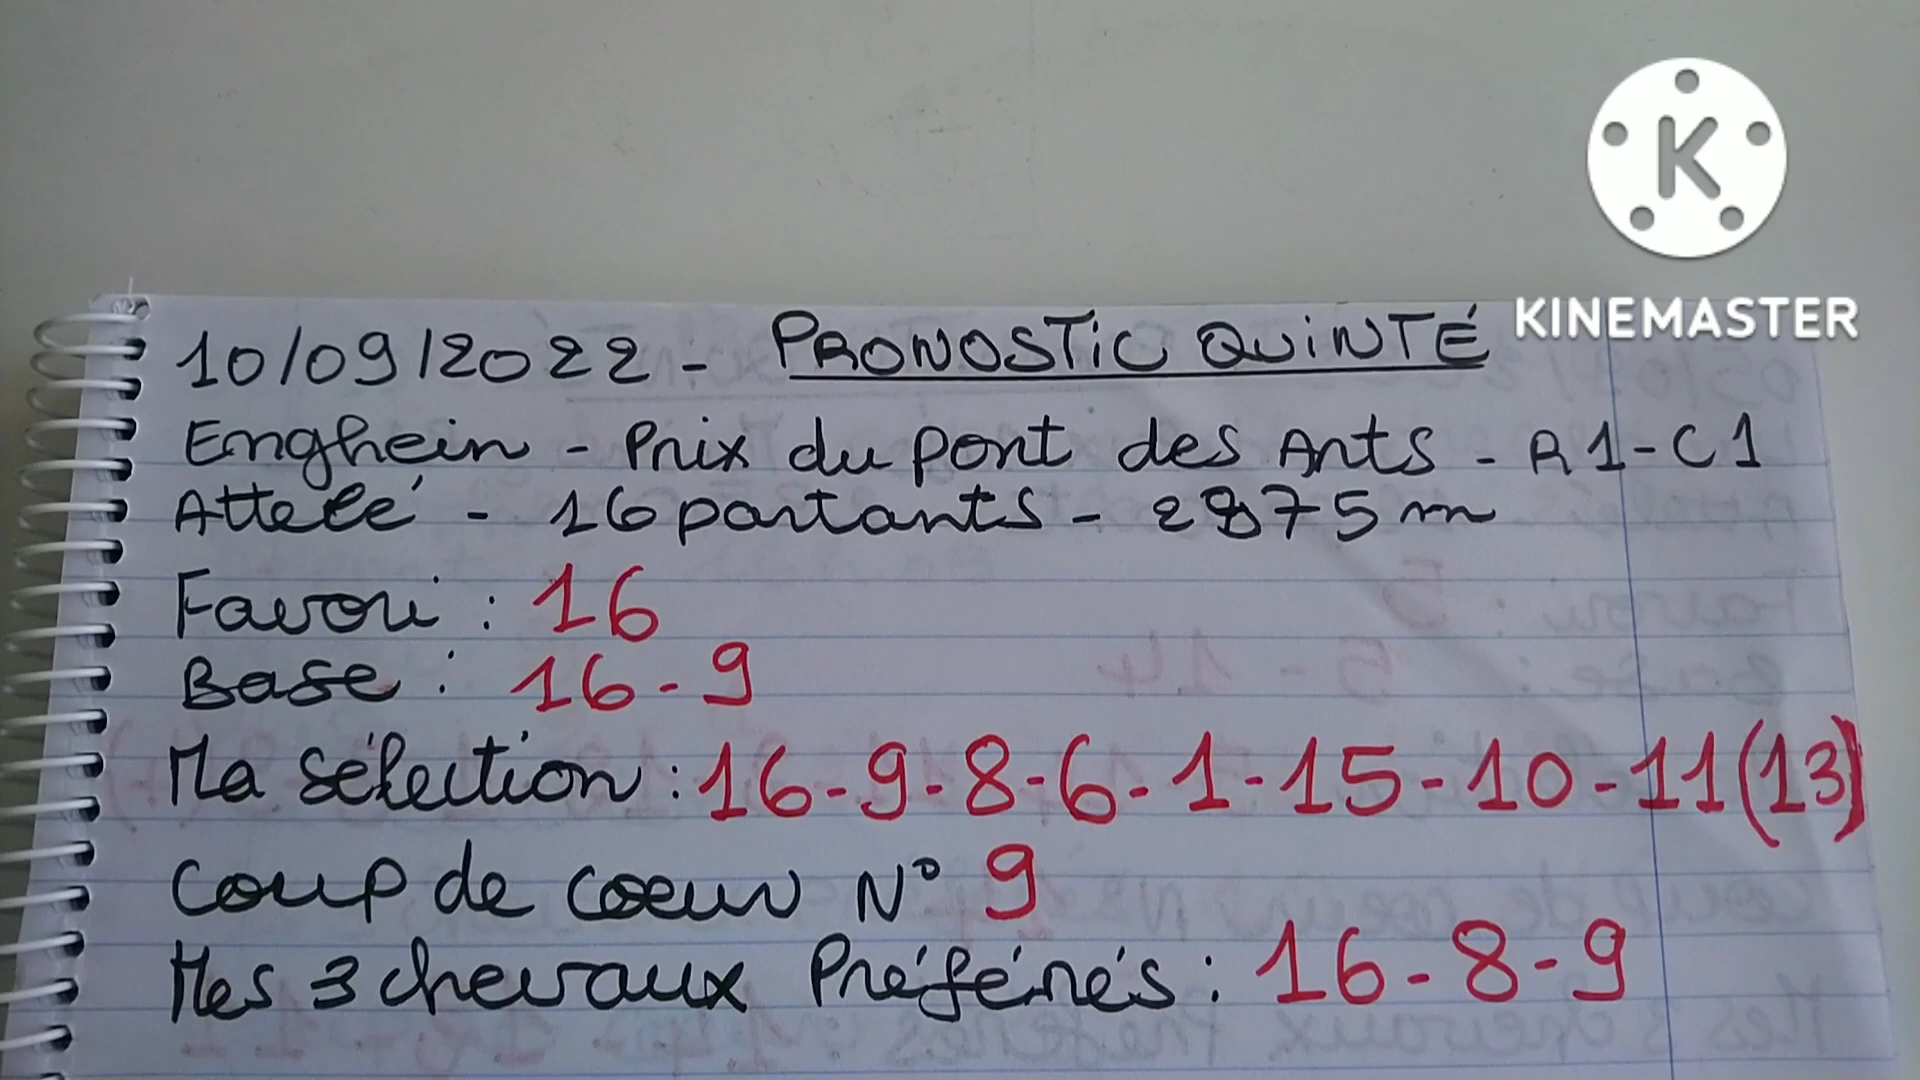 K
KINEMASTER
10/09/2022 - PRONOSTiC QUiNTÉ
Enghein - Prix du pont des Arts - R1-C1
Attelé - 16 partants - 2875 m
Favori : 16
Base : 16-9
Ma sélection : 16-9-8-6-1-15-10-11(13)
Coup de coeur N° 9
Mes 3 chevaux Préférés : 16-8-9